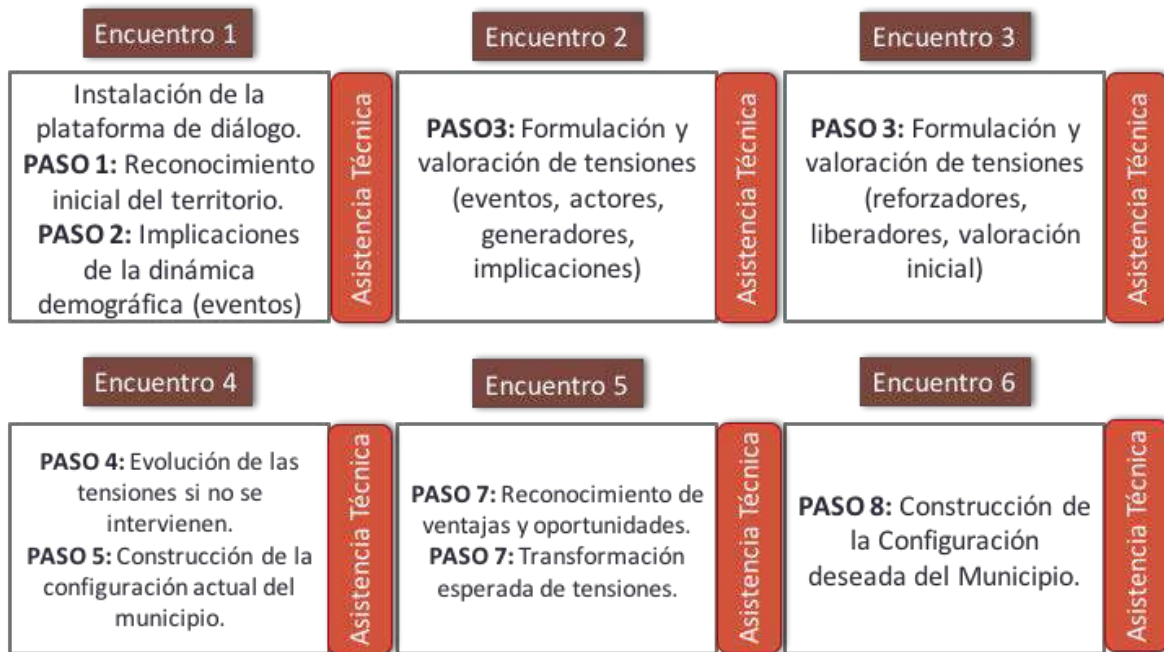 Encuentro 1
Instalación de la
plataforma de diálogo.
PASO 1: Reconocimiento
inicial del territorio.
PASO 2: Implicaciones
de la dinámica
demográfica (eventos)
Asistencia Técnica
Encuentro 2
PASO3: Formulación y
valoración de tensiones
(eventos, actores,
generadores,
implicaciones)
Asistencia Técnica
Encuentro 3
PASO 3: Formulación y
valoración de tensiones
(reforzadores,
liberadores, valoración
inicial)
Asistencia Técnica
Encuentro 4
PASO 4: Evolución de las
tensiones si no se
intervienen.
PASO 5: Construcción de la
configuración actual del
municipio.
Asistencia Técnica
Encuentro 5
PASO 7: Reconocimiento de
ventajas y oportunidades.
PASO 7: Transformación
esperada de tensiones.
Asistencia Técnica
Encuentro 6
PASO 8: Construcción de
la Configuración
deseada del Municipio.
Asistencia Técnica